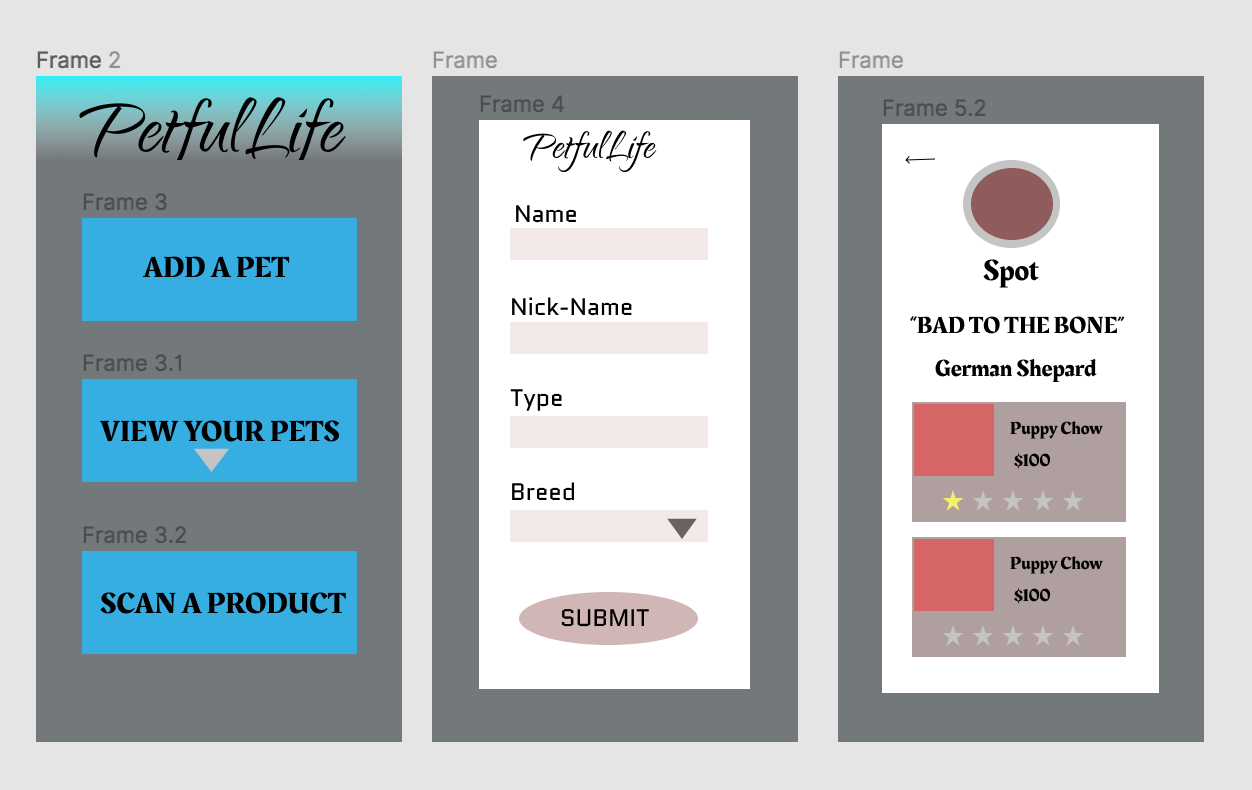 Frame 2
PetfulLife
Frame 3
ADD A PET
Frame 3.1
VIEW YOUR PETS
Frame 3.2
SCAN A PRODUCT
Frame
Frame 4
PetfulLife
Name
Nick-Name
Type
Breed
SUBMIT
Frame
Frame 5.2
Spot
“BAD TO THE BONE”
German Shepard
Puppy Chow
$100
Puppy Chow
$100